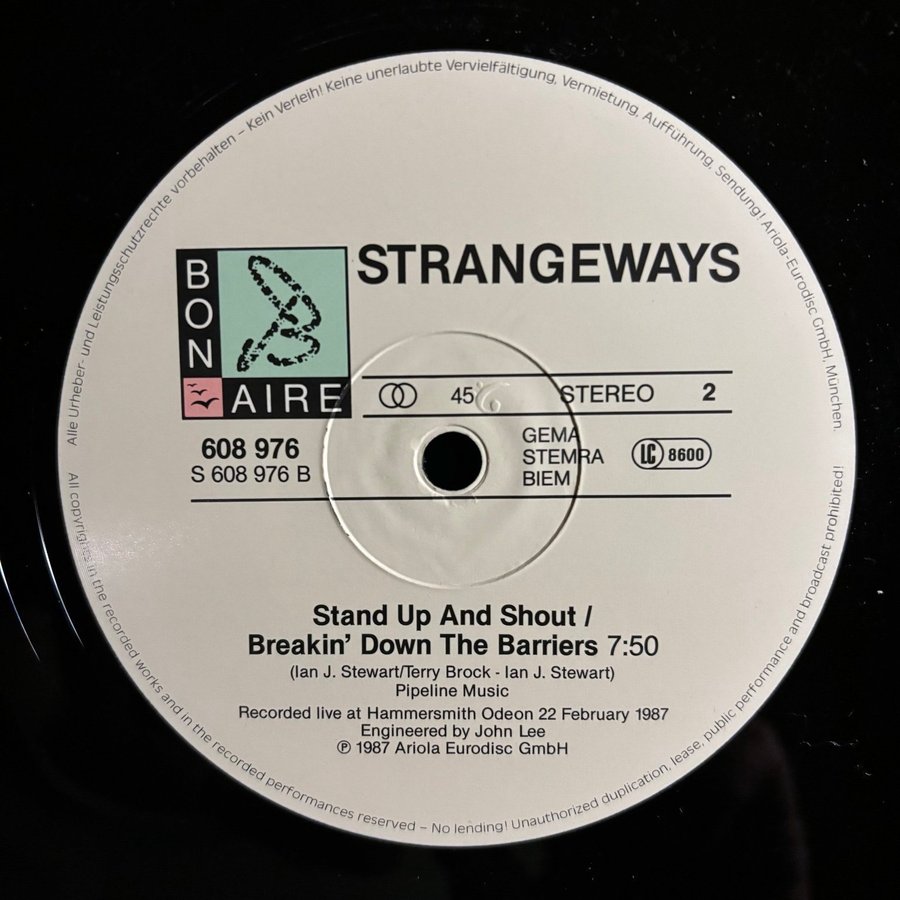 Alle Urheber- und Leistungsschutzrechte vorbehalten – Kein Verleih! Keine unerlaubte Vervielfältigung, Vermietung, Aufführung, Sendung! Ariola-Eurodisc GmbH, München.
BON
AIRE
B
STRANGEWAYS
45
STEREO 2
608 976
S 608 976 B
GEMA
STEMRA
BIEM
LC 8600
Stand Up And Shout /
Breakin' Down The Barriers 7:50
(Ian J. Stewart/Terry Brock - Ian J. Stewart)
Pipeline Music
Recorded live at Hammersmith Odeon 22 February 1987
Engineered by John Lee
℗ 1987 Ariola Eurodisc GmbH
All copyrights in the recorded works and in the recorded performances reserved – No lending! Unauthorized duplication, lease, public performance and broadcast prohibited!